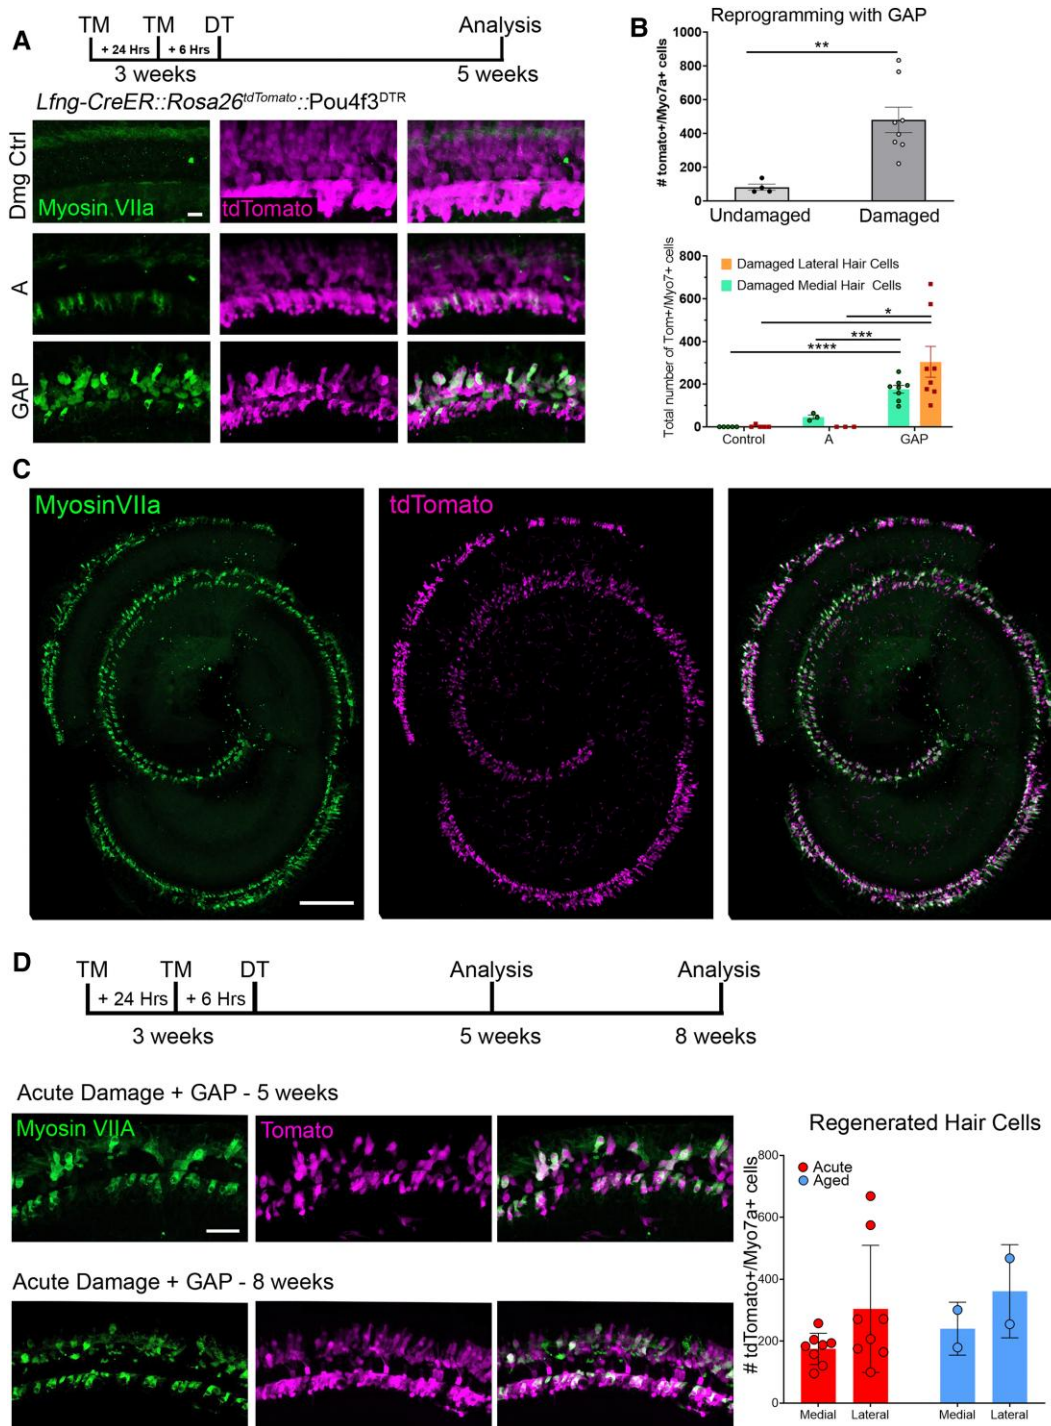 A
TM TM DT Analysis
+ 24 Hrs + 6 Hrs
3 weeks 5 weeks
Lfng-CreER::Rosa26tdTomato::Pou4f3DTR
Dmg Ctrl
Myosin VIIa
tdTomato
A
GAP
B
Reprogramming with GAP
# tomato+/Myo7a+ cells
1000
800
600
400
200
0
**
Undamaged Damaged
Total number of Tom+/Myo7+ cells
800
600
400
200
0
Damaged Lateral Hair Cells
Damaged Medial Hair Cells
*
***
****
Control A GAP
C
MyosinVIIa
tdTomato
D
TM TM DT Analysis Analysis
+ 24 Hrs + 6 Hrs
3 weeks 5 weeks 8 weeks
Acute Damage + GAP - 5 weeks
Myosin VIIA
Tomato
Acute Damage + GAP - 8 weeks
Regenerated Hair Cells
# tdTomato+/Myo7a+ cells
800
600
400
200
0
Acute
Aged
Medial Lateral Medial Lateral